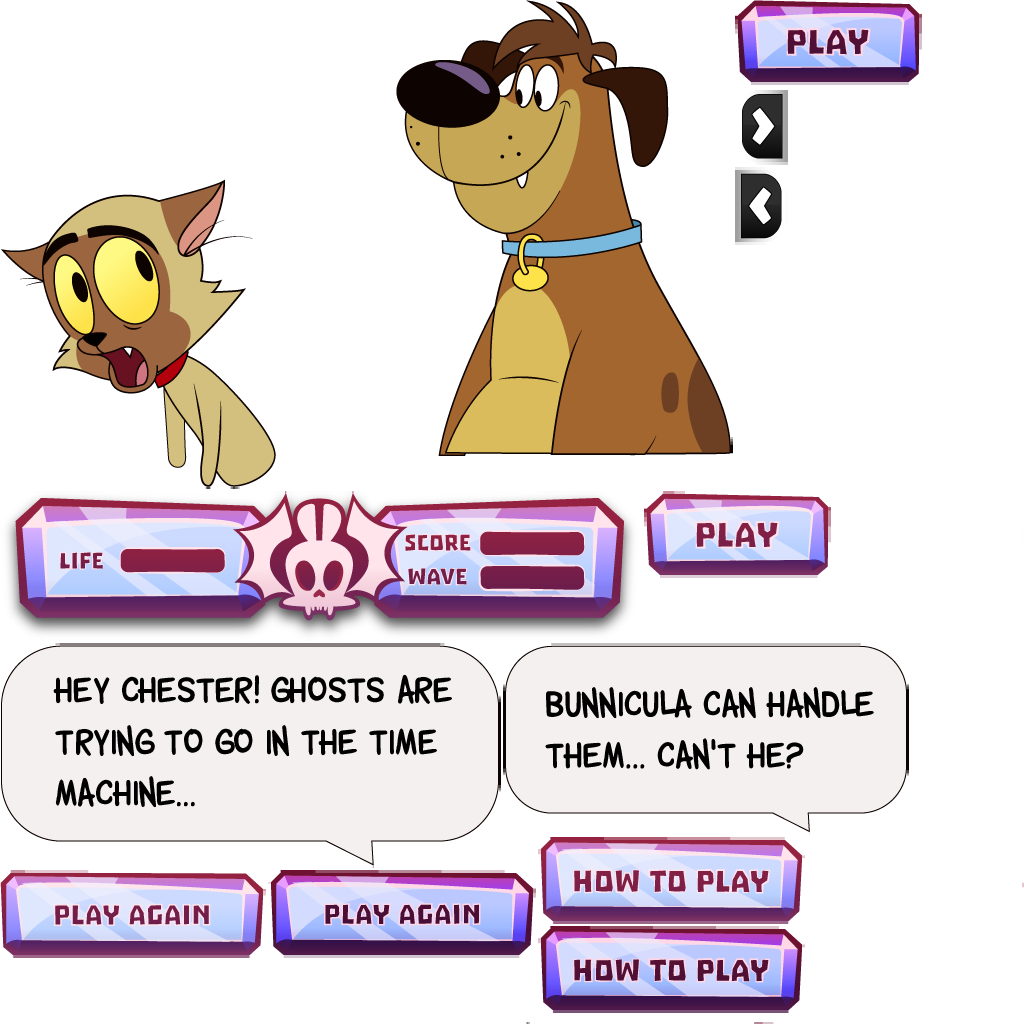 PLAY
LIFE
SCORE
WAVE
PLAY
HEY CHESTER! GHOSTS ARE
TRYING TO GO IN THE TIME
MACHINE...
BUNNICULA CAN HANDLE
THEM... CAN'T HE?
PLAY AGAIN
PLAY AGAIN
HOW TO PLAY
HOW TO PLAY